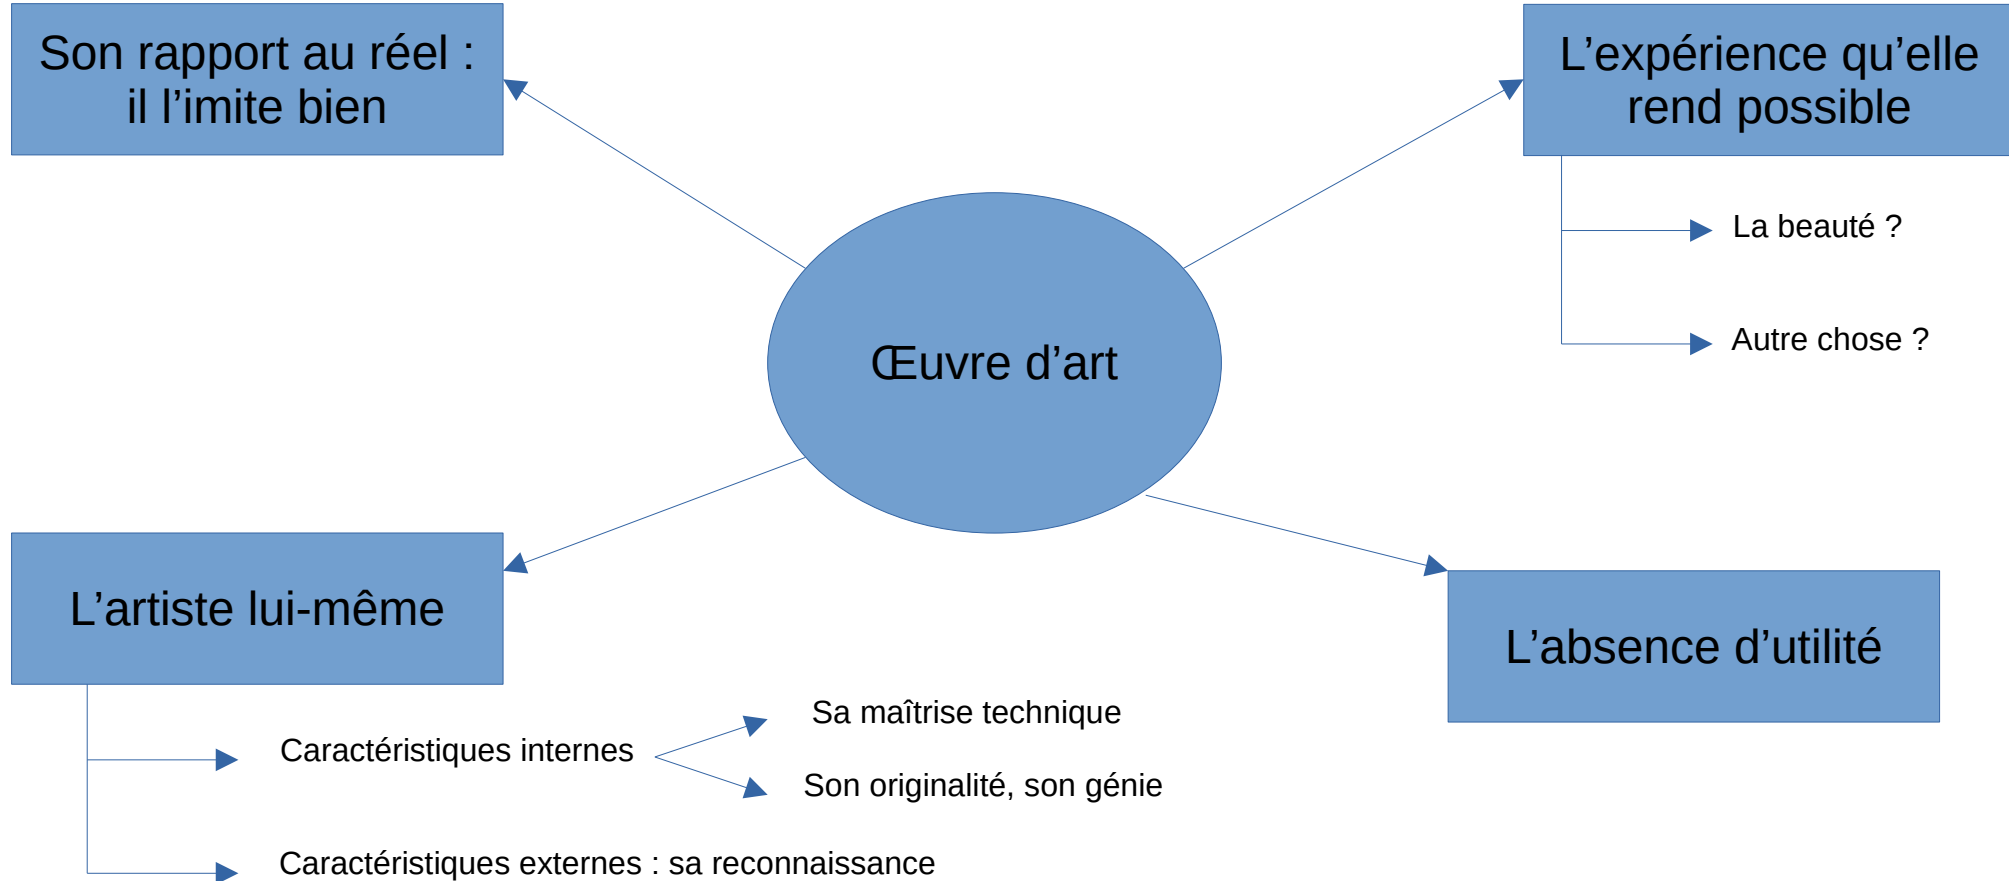 Son rapport au réel :
il l’imite bien
L’expérience qu’elle
rend possible
La beauté ?
Autre chose ?
Œuvre d’art
L’artiste lui-même
L’absence d’utilité
Caractéristiques internes
Sa maîtrise technique
Son originalité, son génie
Caractéristiques externes : sa reconnaissance